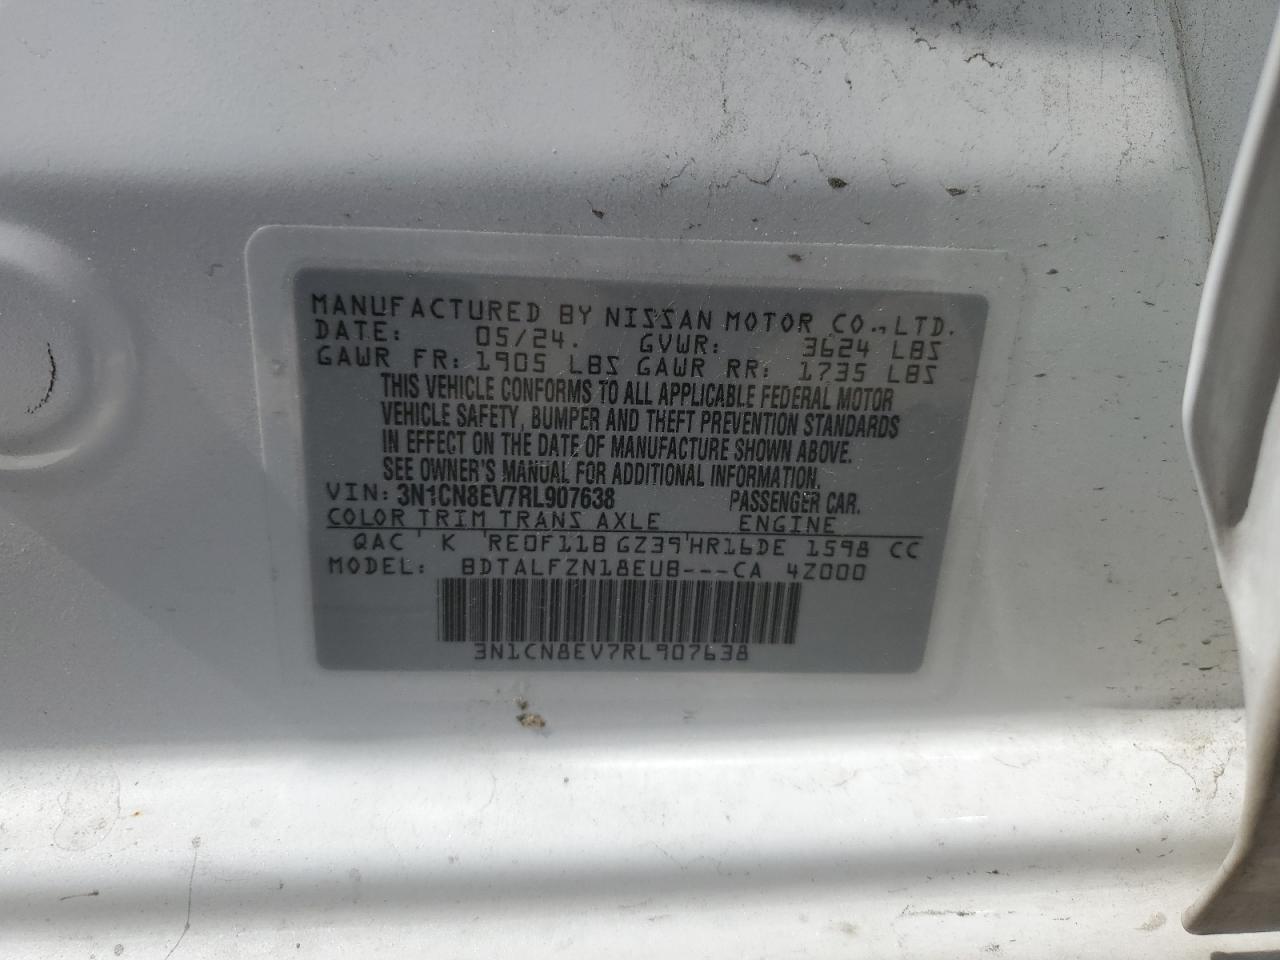 MANUFACTURED BY NISSAN MOTOR CO., LTD.
DATE: 05/24. GVWR: 3624 LBS
GAWR FR: 1905 LBS GAWR RR: 1735 LBS
THIS VEHICLE CONFORMS TO ALL APPLICABLE FEDERAL MOTOR
VEHICLE SAFETY, BUMPER AND THEFT PREVENTION STANDARDS
IN EFFECT ON THE DATE OF MANUFACTURE SHOWN ABOVE.
SEE OWNER'S MANUAL FOR ADDITIONAL INFORMATION.
VIN: 3N1CN8EV7RL907638 PASSENGER CAR.
COLOR TRIM TRANS AXLE ENGINE
QAC K RE0F11B GZ39 HR16DE 1598 CC
MODEL: BDTALFZN18EUB---CA 4Z000
3N1CN8EV7RL907638